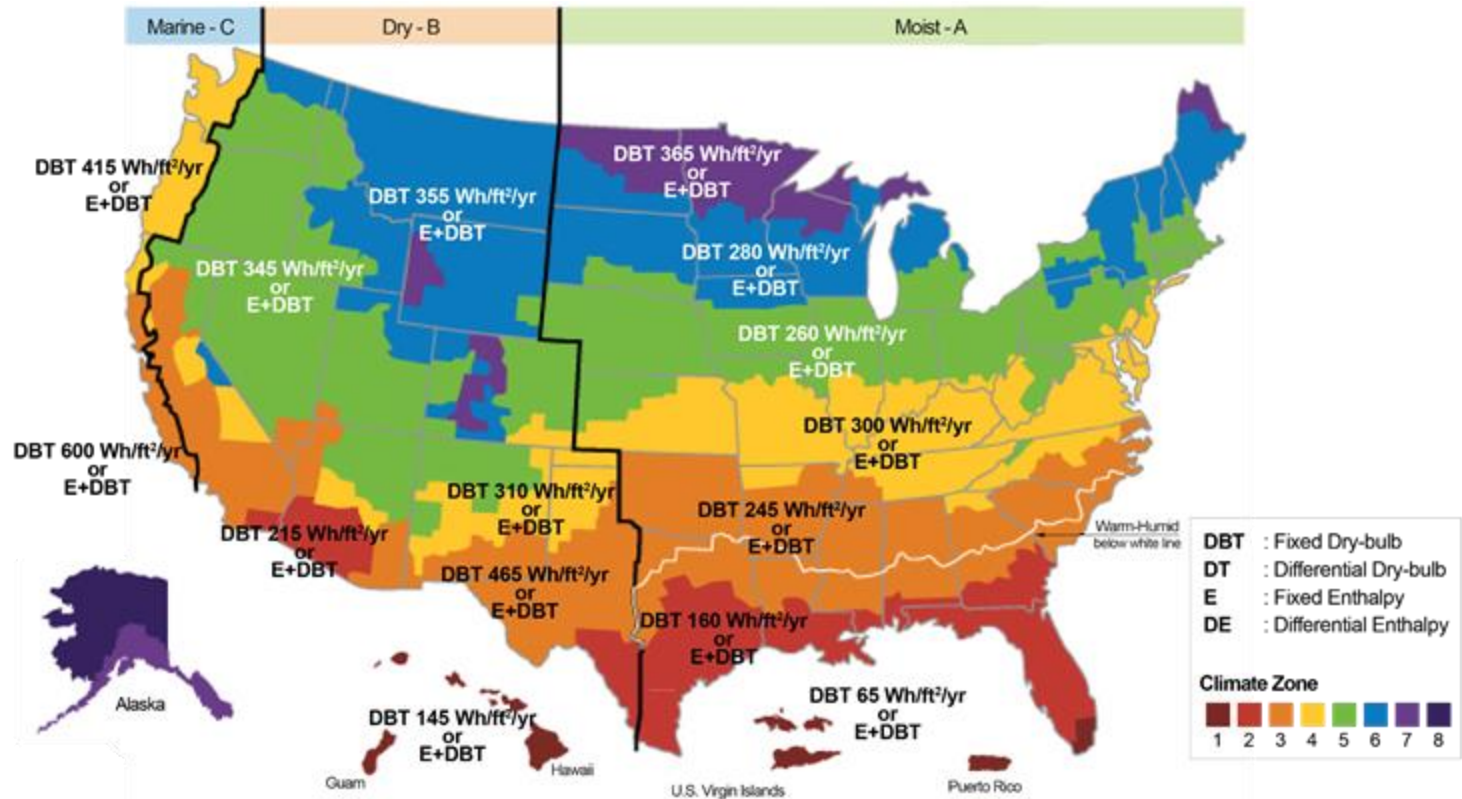 Marine - C
Dry - B
Moist - A
DBT 415 Wh/ft²/yr
or
E+DBT
DBT 355 Wh/ft²/yr
or
E+DBT
DBT 365 Wh/ft²/yr
or
E+DBT
DBT 345 Wh/ft²/yr
or
E+DBT
DBT 280 Wh/ft²/yr
or
E+DBT
DBT 260 Wh/ft²/yr
or
E+DBT
DBT 600 Wh/ft²/yr
or
E+DBT
DBT 300 Wh/ft²/yr
or
E+DBT
DBT 310 Wh/ft²/yr
or
E+DBT
DBT 215 Wh/ft²/yr
or
E+DBT
DBT 245 Wh/ft²/yr
or
E+DBT
Warm-Humid
below white line
DBT 465 Wh/ft²/yr
or
E+DBT
DBT 160 Wh/ft²/yr
or
E+DBT
DBT 145 Wh/ft²/yr
or
E+DBT
DBT 65 Wh/ft²/yr
or
E+DBT
Alaska
Guam
Hawaii
U.S. Virgin Islands
Puerto Rico
DBT : Fixed Dry-bulb
DT : Differential Dry-bulb
E : Fixed Enthalpy
DE : Differential Enthalpy
Climate Zone
1 2 3 4 5 6 7 8